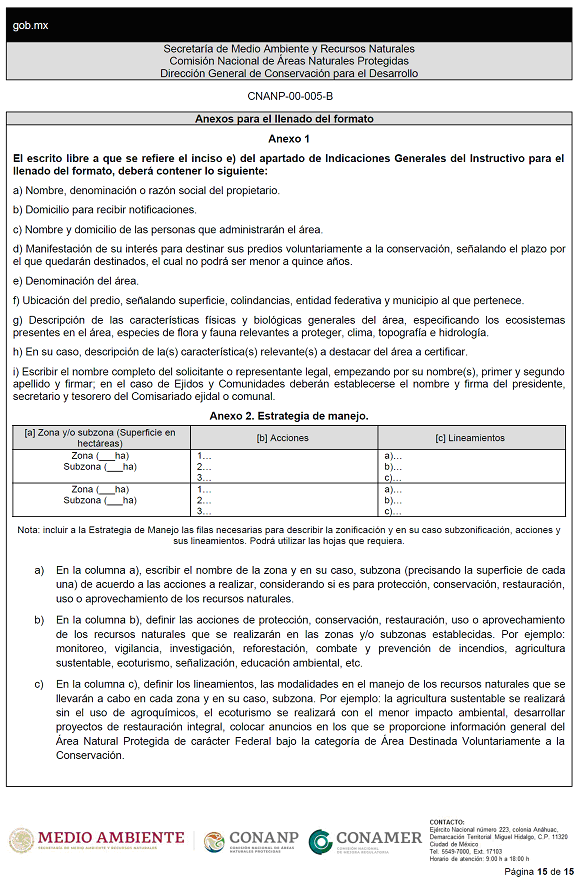 gob.mx
Secretaría de Medio Ambiente y Recursos Naturales
Comisión Nacional de Áreas Naturales Protegidas
Dirección General de Conservación para el Desarrollo
CNANP-00-005-B
Anexos para el llenado del formato
Anexo 1
El escrito libre a que se refiere el inciso e) del apartado de Indicaciones Generales del Instructivo para el
llenado del formato, deberá contener lo siguiente:
a) Nombre, denominación o razón social del propietario.
b) Domicilio para recibir notificaciones.
c) Nombre y domicilio de las personas que administrarán el área.
d) Manifestación de su interés para destinar sus predios voluntariamente a la conservación, señalando el plazo por
el que quedarán destinados, el cual no podrá ser menor a quince años.
e) Denominación del área.
f) Ubicación del predio, señalando superficie, colindancias, entidad federativa y municipio al que pertenece.
g) Descripción de las características físicas y biológicas generales del área, especificando los ecosistemas
presentes en el área, especies de flora y fauna relevantes a proteger, clima, topografía e hidrología.
h) En su caso, descripción de la(s) característica(s) relevante(s) a destacar del área a certificar.
i) Escribir el nombre completo del solicitante o representante legal, empezando por su nombre(s), primer y segundo
apellido y firmar; en el caso de Ejidos y Comunidades deberán establecerse el nombre y firma del presidente,
secretario y tesorero del Comisariado ejidal o comunal.
Anexo 2. Estrategia de manejo.
[a] Zona y/o subzona (Superficie en
hectáreas)
[b] Acciones
[c] Lineamientos
Zona (___ha)
Subzona (___ha)
1…
2…
3…
a)…
b)…
c)…
Zona (___ha)
Subzona (___ha)
1…
2…
3…
a)…
b)…
c)…
Nota: incluir a la Estrategia de Manejo las filas necesarias para describir la zonificación y en su caso subzonificación, acciones y
sus lineamientos. Podrá utilizar las hojas que requiera.
a) En la columna a), escribir el nombre de la zona y en su caso, subzona (precisando la superficie de cada
una) de acuerdo a las acciones a realizar, considerando si es para protección, conservación, restauración,
uso o aprovechamiento de los recursos naturales.
b) En la columna b), definir las acciones de protección, conservación, restauración, uso o aprovechamiento
de los recursos naturales que se realizarán en las zonas y/o subzonas establecidas. Por ejemplo:
monitoreo, vigilancia, investigación, reforestación, combate y prevención de incendios, agricultura
sustentable, ecoturismo, señalización, educación ambiental, etc.
c) En la columna c), definir los lineamientos, las modalidades en el manejo de los recursos naturales que se
llevarán a cabo en cada zona y en su caso, subzona. Por ejemplo: la agricultura sustentable se realizará
sin el uso de agroquímicos, el ecoturismo se realizará con el menor impacto ambiental, desarrollar
proyectos de restauración integral, colocar anuncios en los que se proporcione información general del
Área Natural Protegida de carácter Federal bajo la categoría de Área Destinada Voluntariamente a la
Conservación.
MEDIO AMBIENTE
SECRETARÍA DE MEDIO AMBIENTE Y RECURSOS NATURALES
CONANP
COMISIÓN NACIONAL DE ÁREAS
NATURALES PROTEGIDAS
CONAMER
COMISIÓN NACIONAL
DE MEJORA REGULATORIA
CONTACTO:
Ejército Nacional número 223, colonia Anáhuac,
Demarcación Territorial Miguel Hidalgo, C.P. 11320
Ciudad de México
Tel. 5549-7000, Ext. 17103
Horario de atención: 9:00 h a 18:00 h
Página 15 de 15